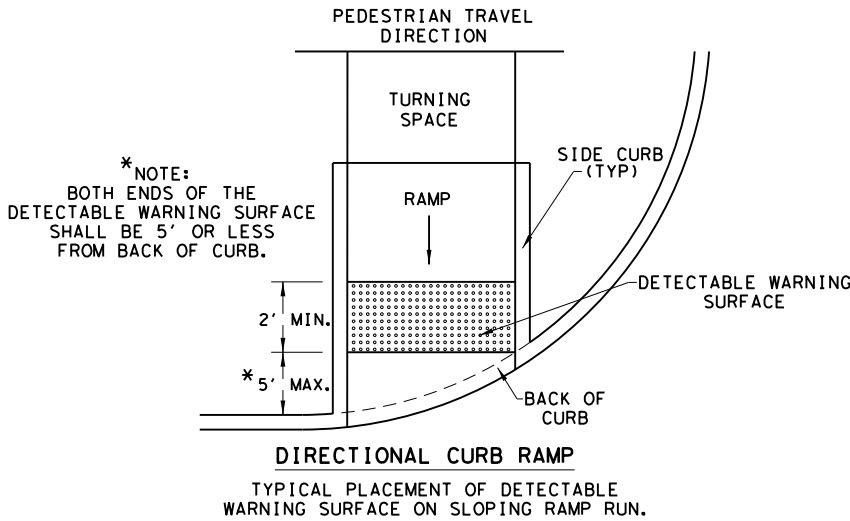 PEDESTRIAN TRAVEL
DIRECTION
TURNING
SPACE
SIDE CURB
(TYP)
*NOTE:
BOTH ENDS OF THE
DETECTABLE WARNING SURFACE
SHALL BE 5' OR LESS
FROM BACK OF CURB.
RAMP
DETECTABLE WARNING
SURFACE
2' MIN.
*5' MAX.
BACK OF
CURB
DIRECTIONAL CURB RAMP
TYPICAL PLACEMENT OF DETECTABLE
WARNING SURFACE ON SLOPING RAMP RUN.